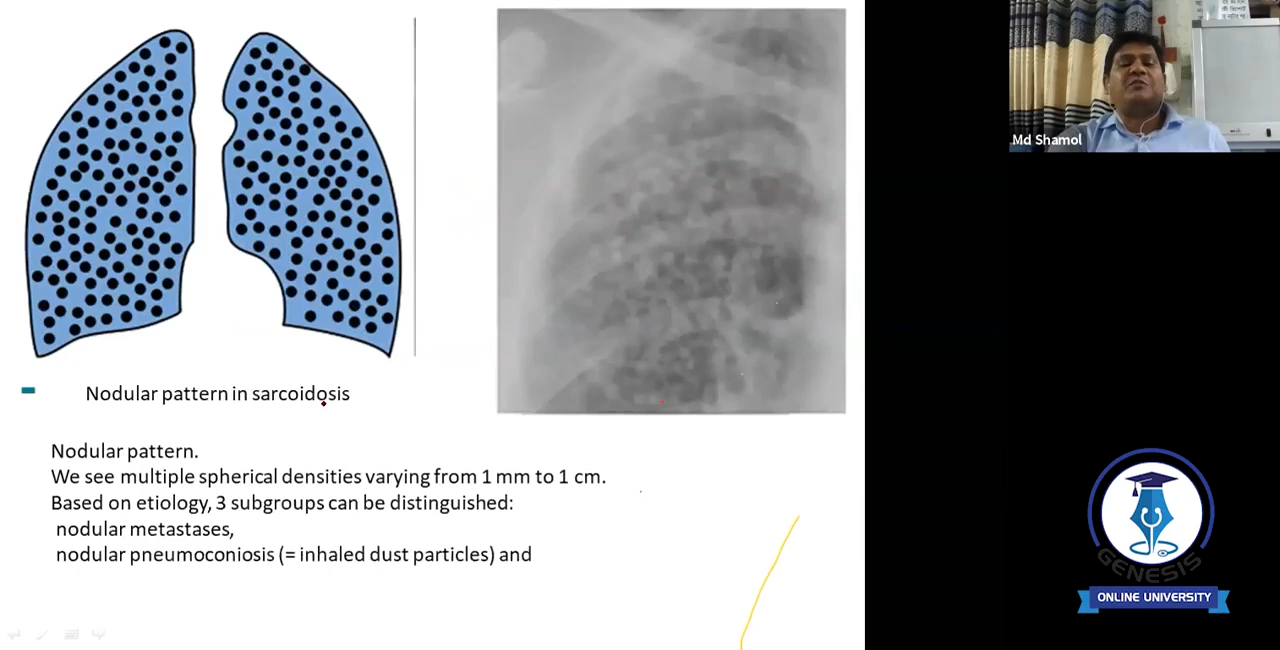 Nodular pattern in sarcoidosis
Nodular pattern.
We see multiple spherical densities varying from 1 mm to 1 cm.
Based on etiology, 3 subgroups can be distinguished:
nodular metastases,
nodular pneumoconiosis (= inhaled dust particles) and
Md Shamol
GENESIS
ONLINE UNIVERSITY